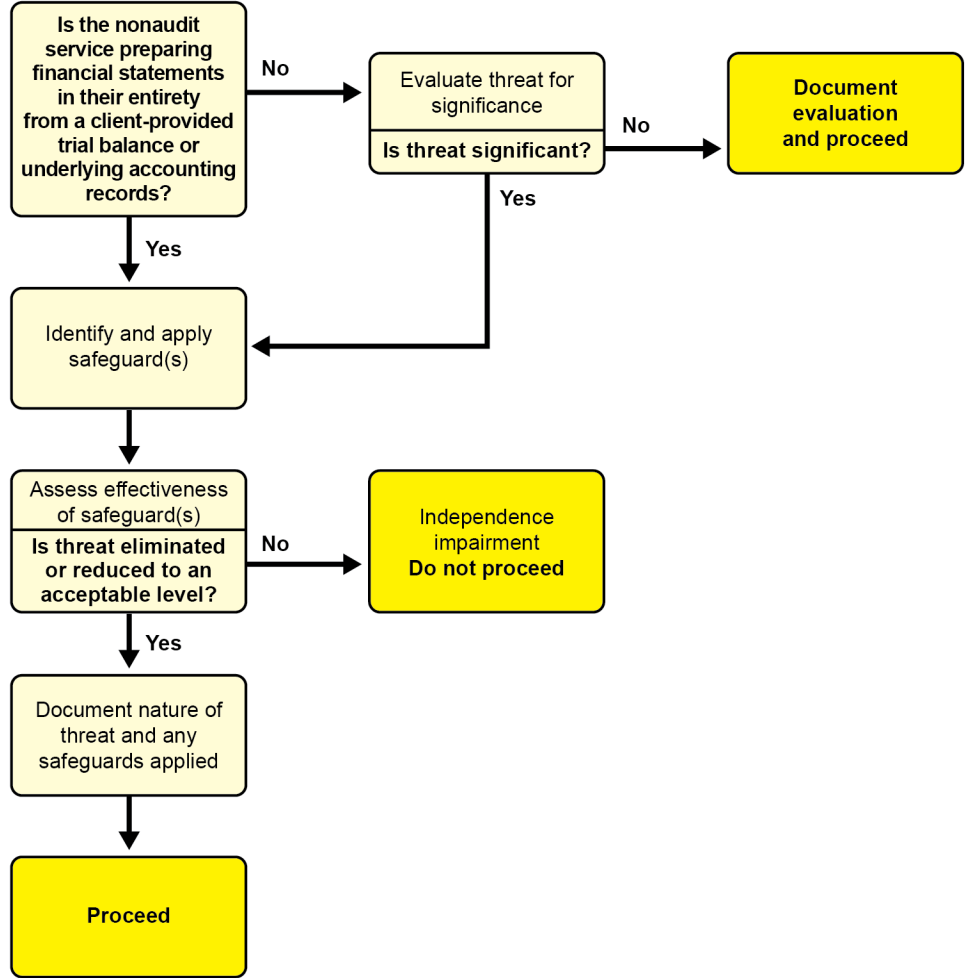 Is the nonaudit
service preparing
financial statements
in their entirety
from a client-provided
trial balance or
underlying accounting
records?
No
Evaluate threat for
significance
Is threat significant?
No
Document
evaluation
and proceed
Yes
Yes
Identify and apply
safeguard(s)
Assess effectiveness
of safeguard(s)
Is threat eliminated
or reduced to an
acceptable level?
No
Independence
impairment
Do not proceed
Yes
Document nature of
threat and any
safeguards applied
Proceed